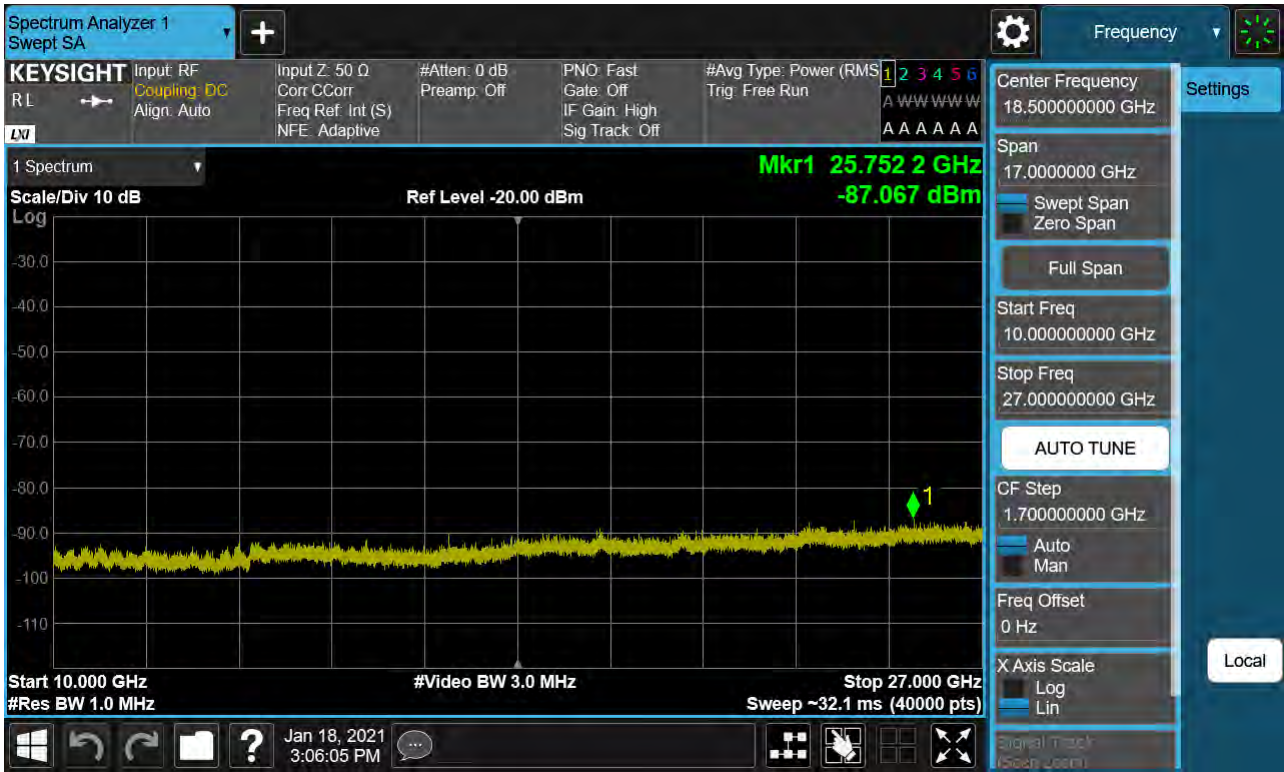 Spectrum Analyzer 1
Swept SA
Frequency
KEYSIGHT
RL
LXI
Input: RF
Coupling: DC
Align: Auto
Input Z: 50 Ω
Corr CCorr
Freq Ref: Int (S)
NFE: Adaptive
#Atten: 0 dB
Preamp: Off
PNO: Fast
Gate: Off
IF Gain: High
Sig Track: Off
#Avg Type: Power (RMS
Trig: Free Run
1 2 3 4 5 6
A W W W W W
A A A A A A
1 Spectrum
Scale/Div 10 dB
Ref Level -20.00 dBm
Mkr1 25.752 2 GHz
-87.067 dBm
Log
-30.0
-40.0
-50.0
-60.0
-70.0
-80.0
-90.0
-100
-110
1
Start 10.000 GHz
#Video BW 3.0 MHz
Stop 27.000 GHz
#Res BW 1.0 MHz
Sweep ~32.1 ms (40000 pts)
Center Frequency
18.500000000 GHz
Settings
Span
17.0000000 GHz
Swept Span
Zero Span
Full Span
Start Freq
10.000000000 GHz
Stop Freq
27.000000000 GHz
AUTO TUNE
CF Step
1.700000000 GHz
Auto
Man
Freq Offset
0 Hz
X Axis Scale
Log
Lin
Signal Track
(Span Zoom)
Local
?
Jan 18, 2021
3:06:05 PM